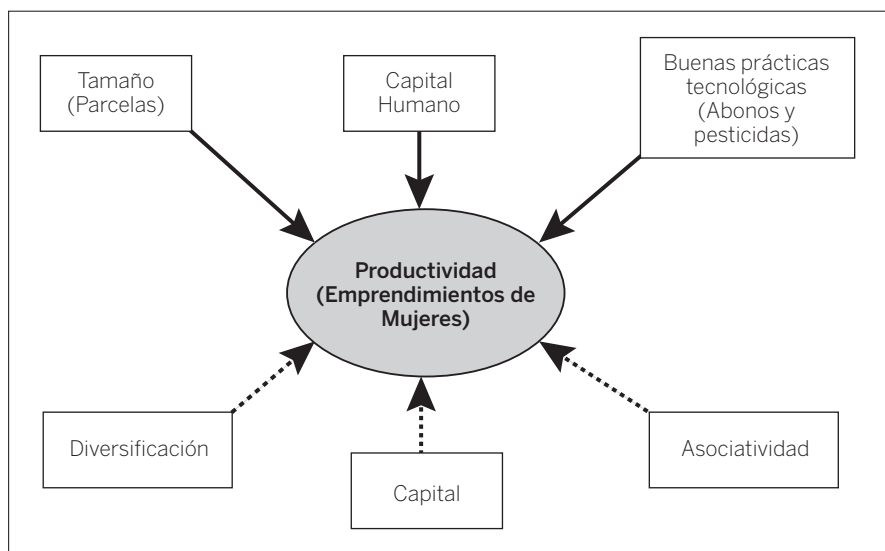 Tamaño
(Parcelas)
Capital
Humano
Buenas prácticas
tecnológicas
(Abonos y
pesticidas)
Productividad
(Emprendimientos de
Mujeres)
Diversificación
Capital
Asociatividad